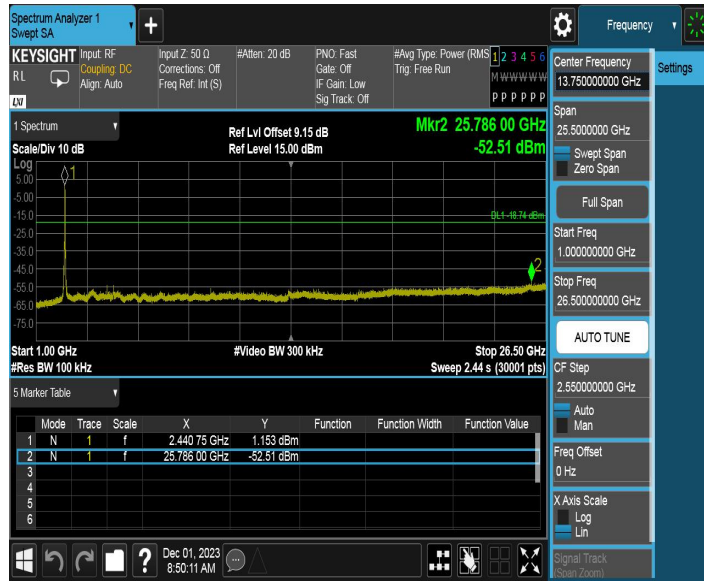 Spectrum Analyzer 1
Swept SA
Frequency
KEYSIGHT
RL
LXI
Input: RF
Coupling: DC
Align: Auto
Input Z: 50 Ω
Corrections: Off
Freq Ref: Int (S)
#Atten: 20 dB
PNO: Fast
Gate: Off
IF Gain: Low
Sig Track: Off
#Avg Type: Power (RMS
Trig: Free Run
1 2 3 4 5 6
M W W W W W
P P P P P P
1 Spectrum
Scale/Div 10 dB
Ref Lvl Offset 9.15 dB
Ref Level 15.00 dBm
Mkr2 25.786 00 GHz
-52.51 dBm
Log
5.00
-5.00
-15.0
-25.0
-35.0
-45.0
-55.0
-65.0
-75.0
1
DL1 -18.74 dBm
2
Start 1.00 GHz
#Res BW 100 kHz
#Video BW 300 kHz
Stop 26.50 GHz
Sweep 2.44 s (30001 pts)
5 Marker Table
Mode Trace Scale X Y Function Function Width Function Value
1 N 1 f 2.440 75 GHz 1.153 dBm
2 N 1 f 25.786 00 GHz -52.51 dBm
3
4
5
6
?
Dec 01, 2023
8:50:11 AM
Center Frequency
13.750000000 GHz
Settings
Span
25.5000000 GHz
Swept Span
Zero Span
Full Span
Start Freq
1.000000000 GHz
Stop Freq
26.500000000 GHz
AUTO TUNE
CF Step
2.550000000 GHz
Auto
Man
Freq Offset
0 Hz
X Axis Scale
Log
Lin
Signal Track
(Span Zoom)